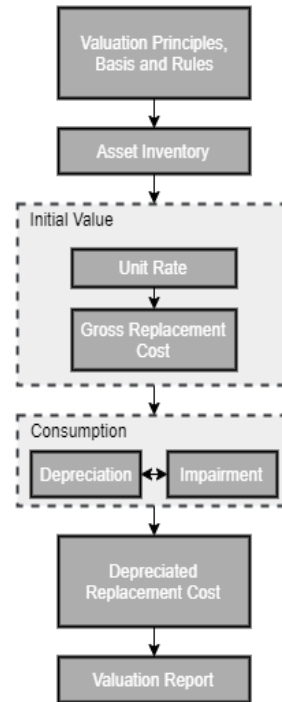 Valuation Principles,
Basis and Rules
Asset Inventory
Initial Value
Unit Rate
Gross Replacement
Cost
Consumption
Depreciation
Impairment
Depreciated
Replacement Cost
Valuation Report